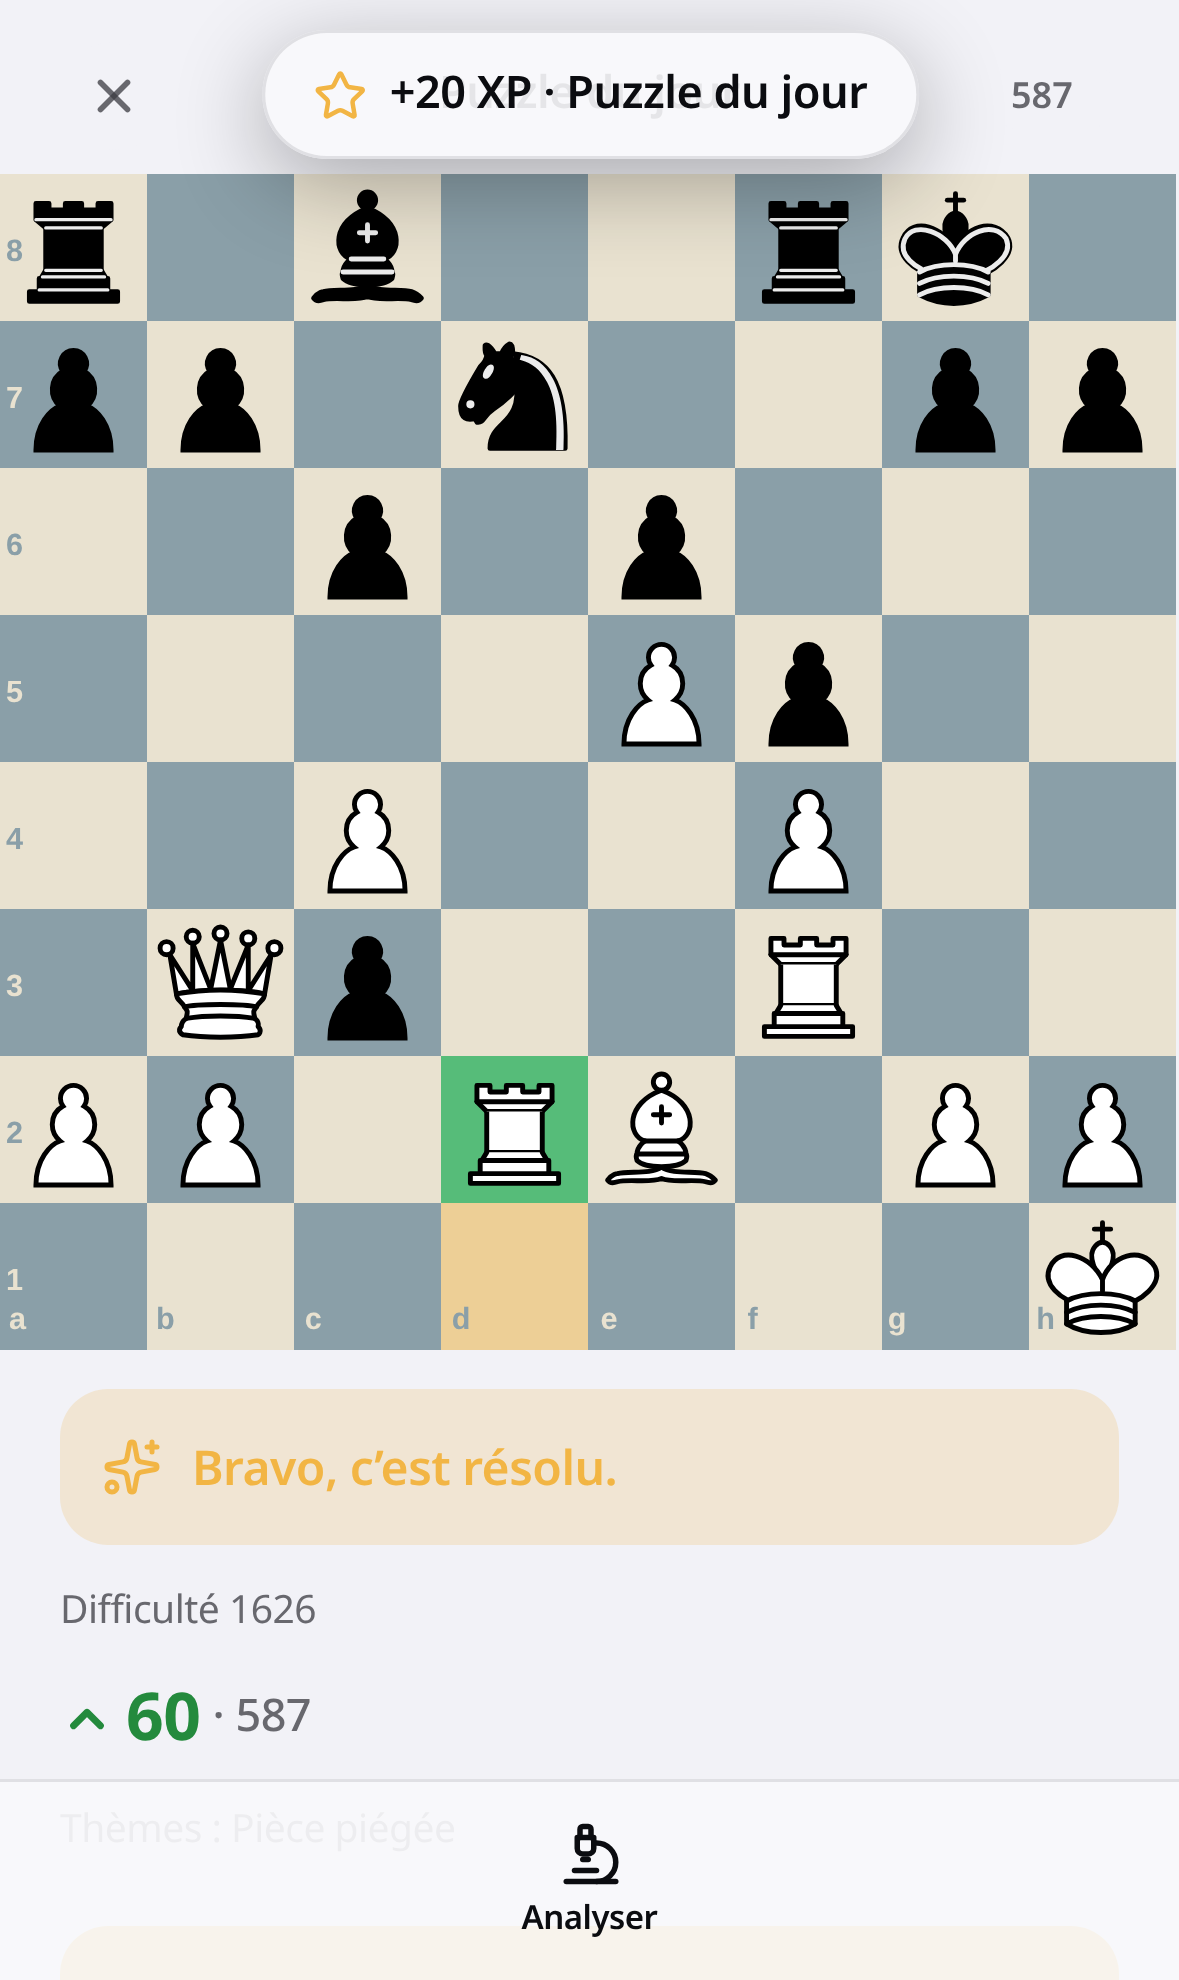 +20 XP · Puzzle du jour
587
8
7
6
5
4
3
2
1
a b c d e f g h
Bravo, c’est résolu.
Difficulté 1626
60 · 587
Thèmes : Pièce piégée
Analyser